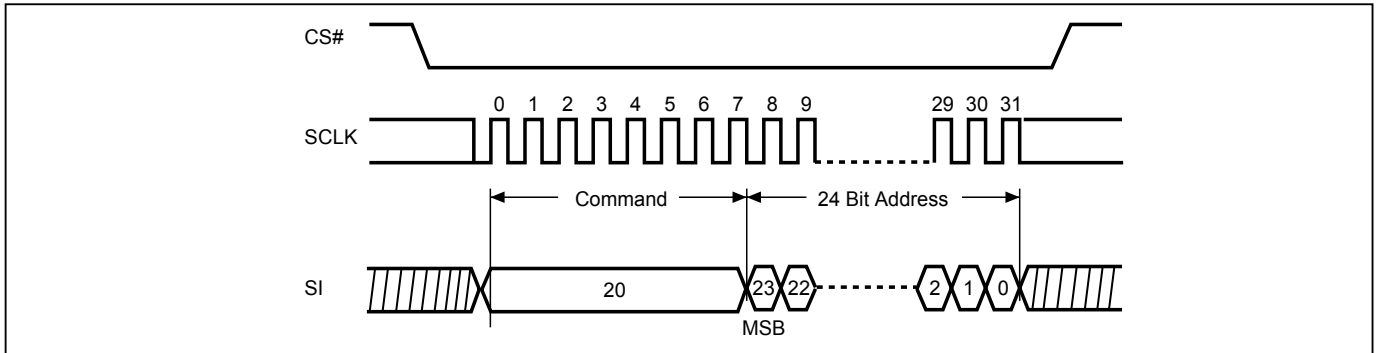 CS#
0 1 2 3 4 5 6 7 8 9 29 30 31
SCLK
Command 24 Bit Address
SI 20 23 22 2 1 0
MSB